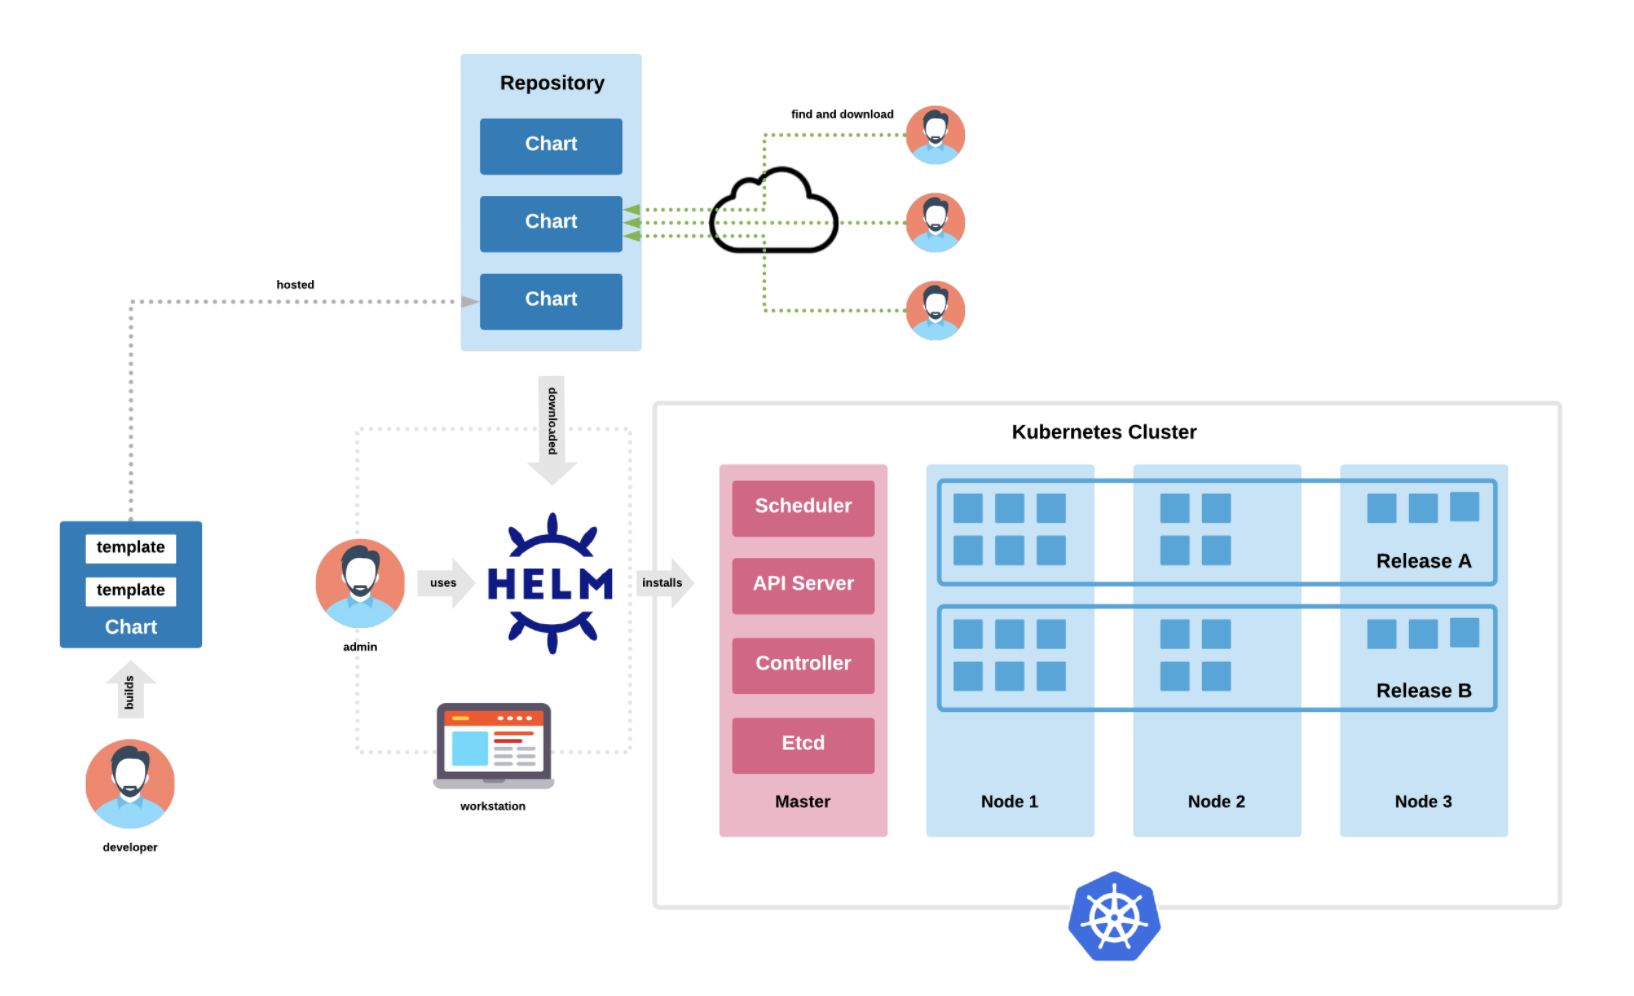 Repository
Chart
Chart
Chart
find and download
hosted
downloaded
template
template
Chart
builds
developer
admin
uses
HELM
installs
workstation
Kubernetes Cluster
Scheduler
API Server
Controller
Etcd
Master
Release A
Release B
Node 1
Node 2
Node 3